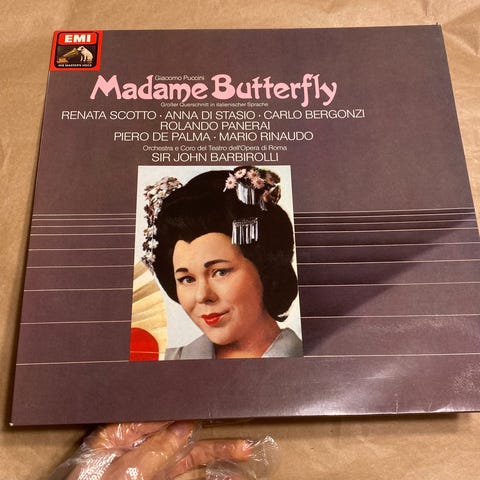 EMI
HIS MASTER'S VOICE
Giacomo Puccini
Madame Butterfly
Großer Querschnitt in italienischer Sprache
RENATA SCOTTO · ANNA DI STASIO · CARLO BERGONZI
ROLANDO PANERAI
PIERO DE PALMA · MARIO RINAUDO
Orchestra e Coro del Teatro dell'Opera di Roma
SIR JOHN BARBIROLLI